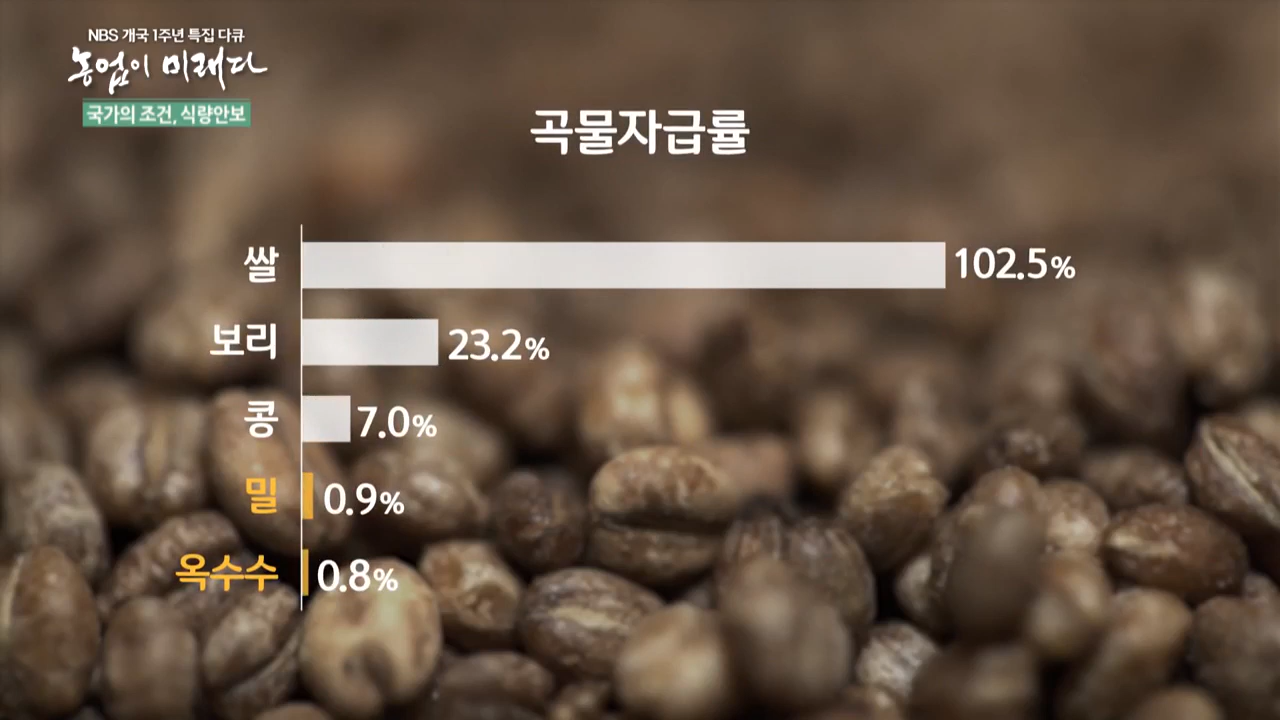 NBS 개국 1주년 특집 다큐
농업이 미래다
국가의 조건, 식량안보
곡물자급률
쌀 102.5%
보리 23.2%
콩 7.0%
밀 0.9%
옥수수 0.8%